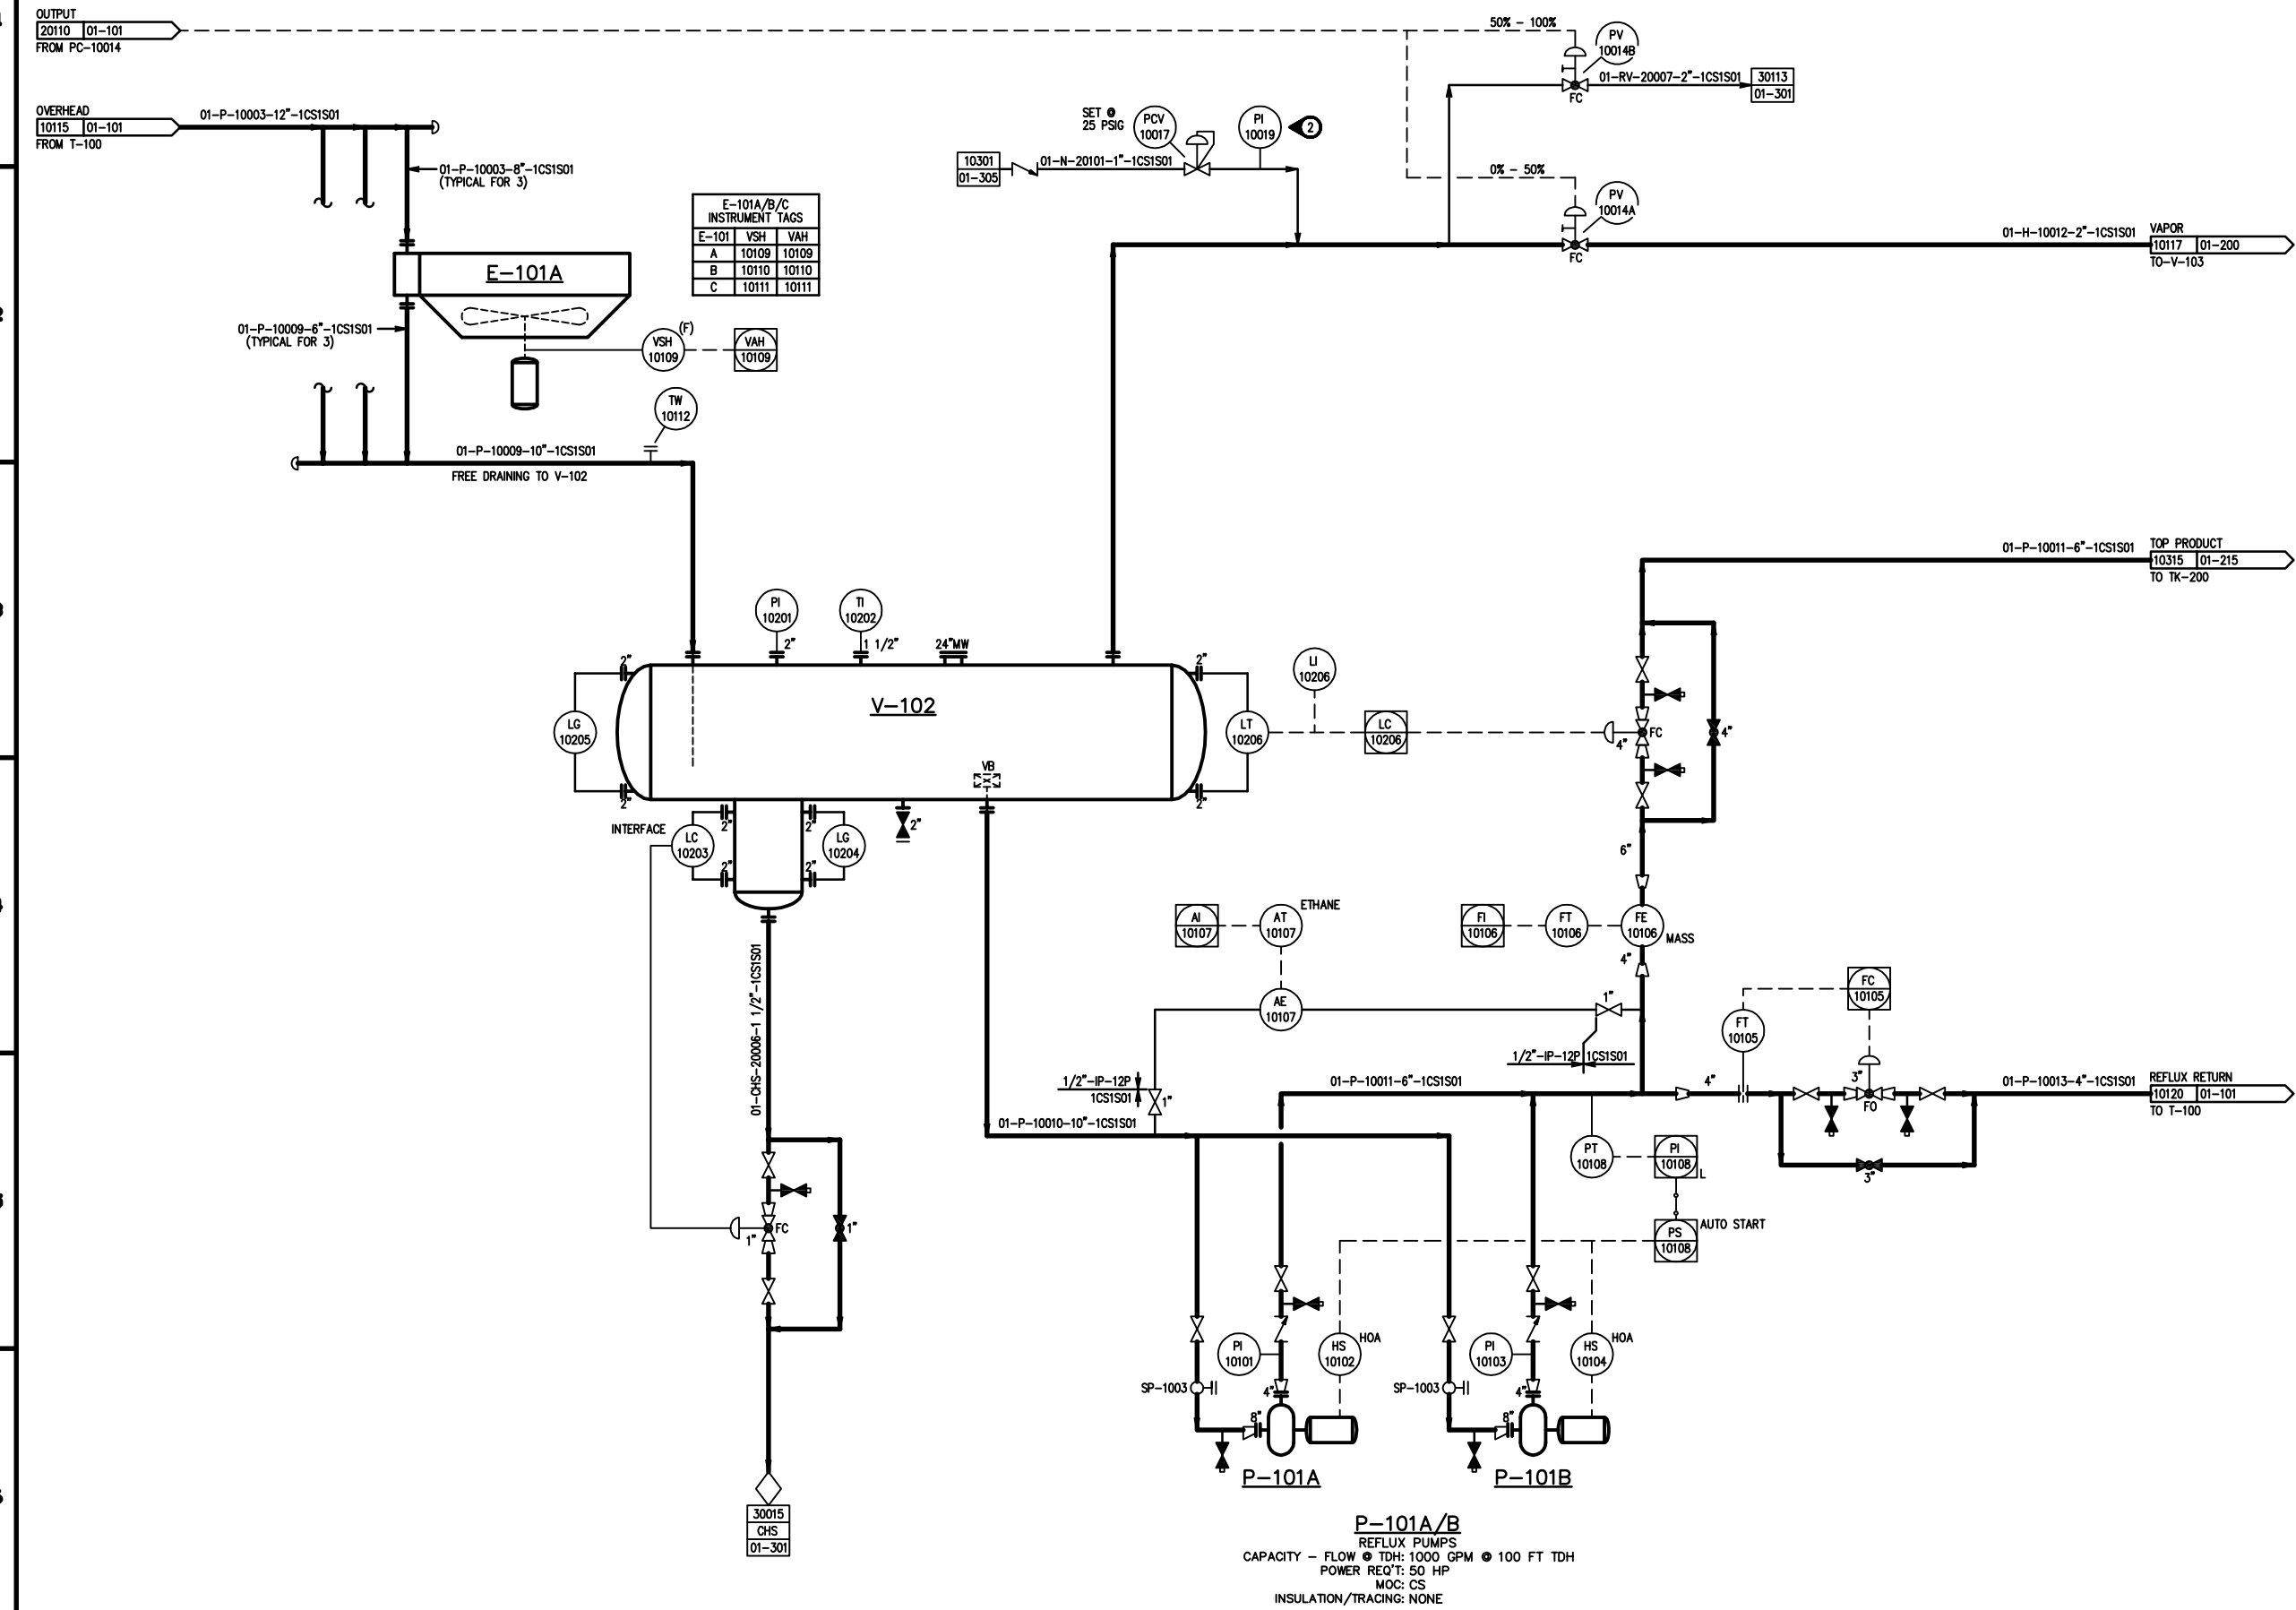 OUTPUT
20110 01-101
FROM PC-10014
50% - 100%
PV
10014B
01-RV-20007-2"-1CS1S01
30113
01-301
FC
OVERHEAD
10115 01-101
FROM T-100
01-P-10003-12"-1CS1S01
01-P-10003-8"-1CS1S01
(TYPICAL FOR 3)
SET @
25 PSIG
PCV
10017
PI
10019
2
10301
01-305
01-N-20101-1"-1CS1S01
0% - 50%
PV
10014A
FC
01-H-10012-2"-1CS1S01
VAPOR
10117 01-200
TO-V-103
E-101A/B/C
INSTRUMENT TAGS
E-101 VSH VAH
A 10109 10109
B 10110 10110
C 10111 10111
E-101A
01-P-10009-6"-1CS1S01
(TYPICAL FOR 3)
VSH
10109
(F)
VAH
10109
TW
10112
01-P-10009-10"-1CS1S01
FREE DRAINING TO V-102
01-P-10011-6"-1CS1S01
TOP PRODUCT
10315 01-215
TO TK-200
PI
10201
2"
TI
10202
1 1/2"
24"MW
2"
2"
V-102
LG
10205
LT
10206
LI
10206
LC
10206
4"
FC
4"
VB
2"
2"
INTERFACE
LC
10203
2"
2"
LG
10204
2"
2"
2"
6"
AI
10107
AT
10107
ETHANE
FI
10106
FT
10106
FE
10106
MASS
4"
AE
10107
1"
1/2"-IP-12P 1CS1S01
FT
10105
FC
10105
01-CHS-20006-1 1/2"-1CS1S01
1/2"-IP-12P
1CS1S01
1"
01-P-10011-6"-1CS1S01
4"
3"
FO
3"
01-P-10013-4"-1CS1S01
REFLUX RETURN
10120 01-101
TO T-100
01-P-10010-10"-1CS1S01
PT
10108
PI
10108
L
PS
10108
AUTO START
1"
FC
1"
PI
10101
HS
10102
HOA
PI
10103
HS
10104
HOA
SP-1003
4"
8"
SP-1003
4"
8"
P-101A
P-101B
30015
CHS
01-301
P-101A/B
REFLUX PUMPS
CAPACITY - FLOW @ TDH: 1000 GPM @ 100 FT TDH
POWER REQ'T: 50 HP
MOC: CS
INSULATION/TRACING: NONE